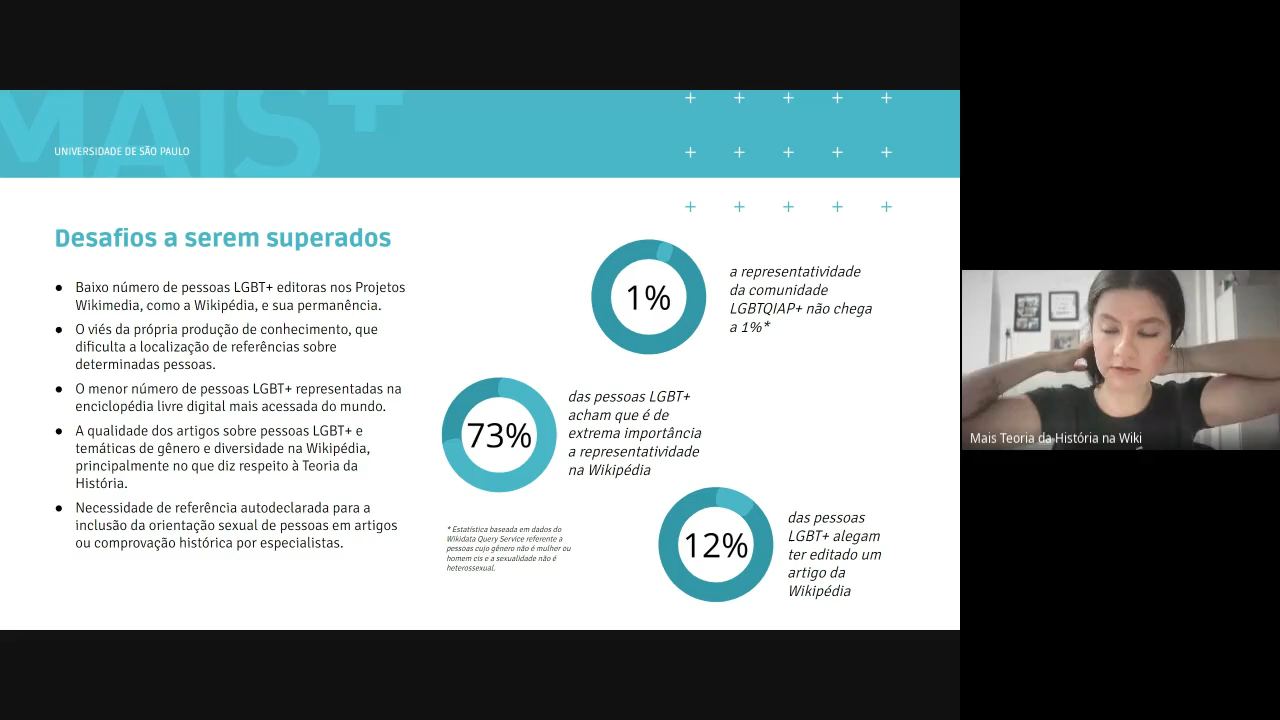 MAIS+
UNIVERSIDADE DE SÃO PAULO
Desafios a serem superados
● Baixo número de pessoas LGBT+ editoras nos Projetos
Wikimedia, como a Wikipédia, e sua permanência.
● O viés da própria produção de conhecimento, que
dificulta a localização de referências sobre
determinadas pessoas.
● O menor número de pessoas LGBT+ representadas na
enciclopédia livre digital mais acessada do mundo.
● A qualidade dos artigos sobre pessoas LGBT+ e
temáticas de gênero e diversidade na Wikipédia,
principalmente no que diz respeito à Teoria da
História.
● Necessidade de referência autodeclarada para a
inclusão da orientação sexual de pessoas em artigos
ou comprovação histórica por especialistas.
1%
a representatividade
da comunidade
LGBTQIAP+ não chega
a 1%*
73%
das pessoas LGBT+
acham que é de
extrema importância
a representatividade
na Wikipédia
12%
das pessoas
LGBT+ alegam
ter editado um
artigo da
Wikipédia
* Estatística baseada em dados do
Wikidata Query Service referente a
pessoas cujo gênero não é mulher ou
homem cis e a sexualidade não é
heterossexual.
Mais Teoria da História na Wiki